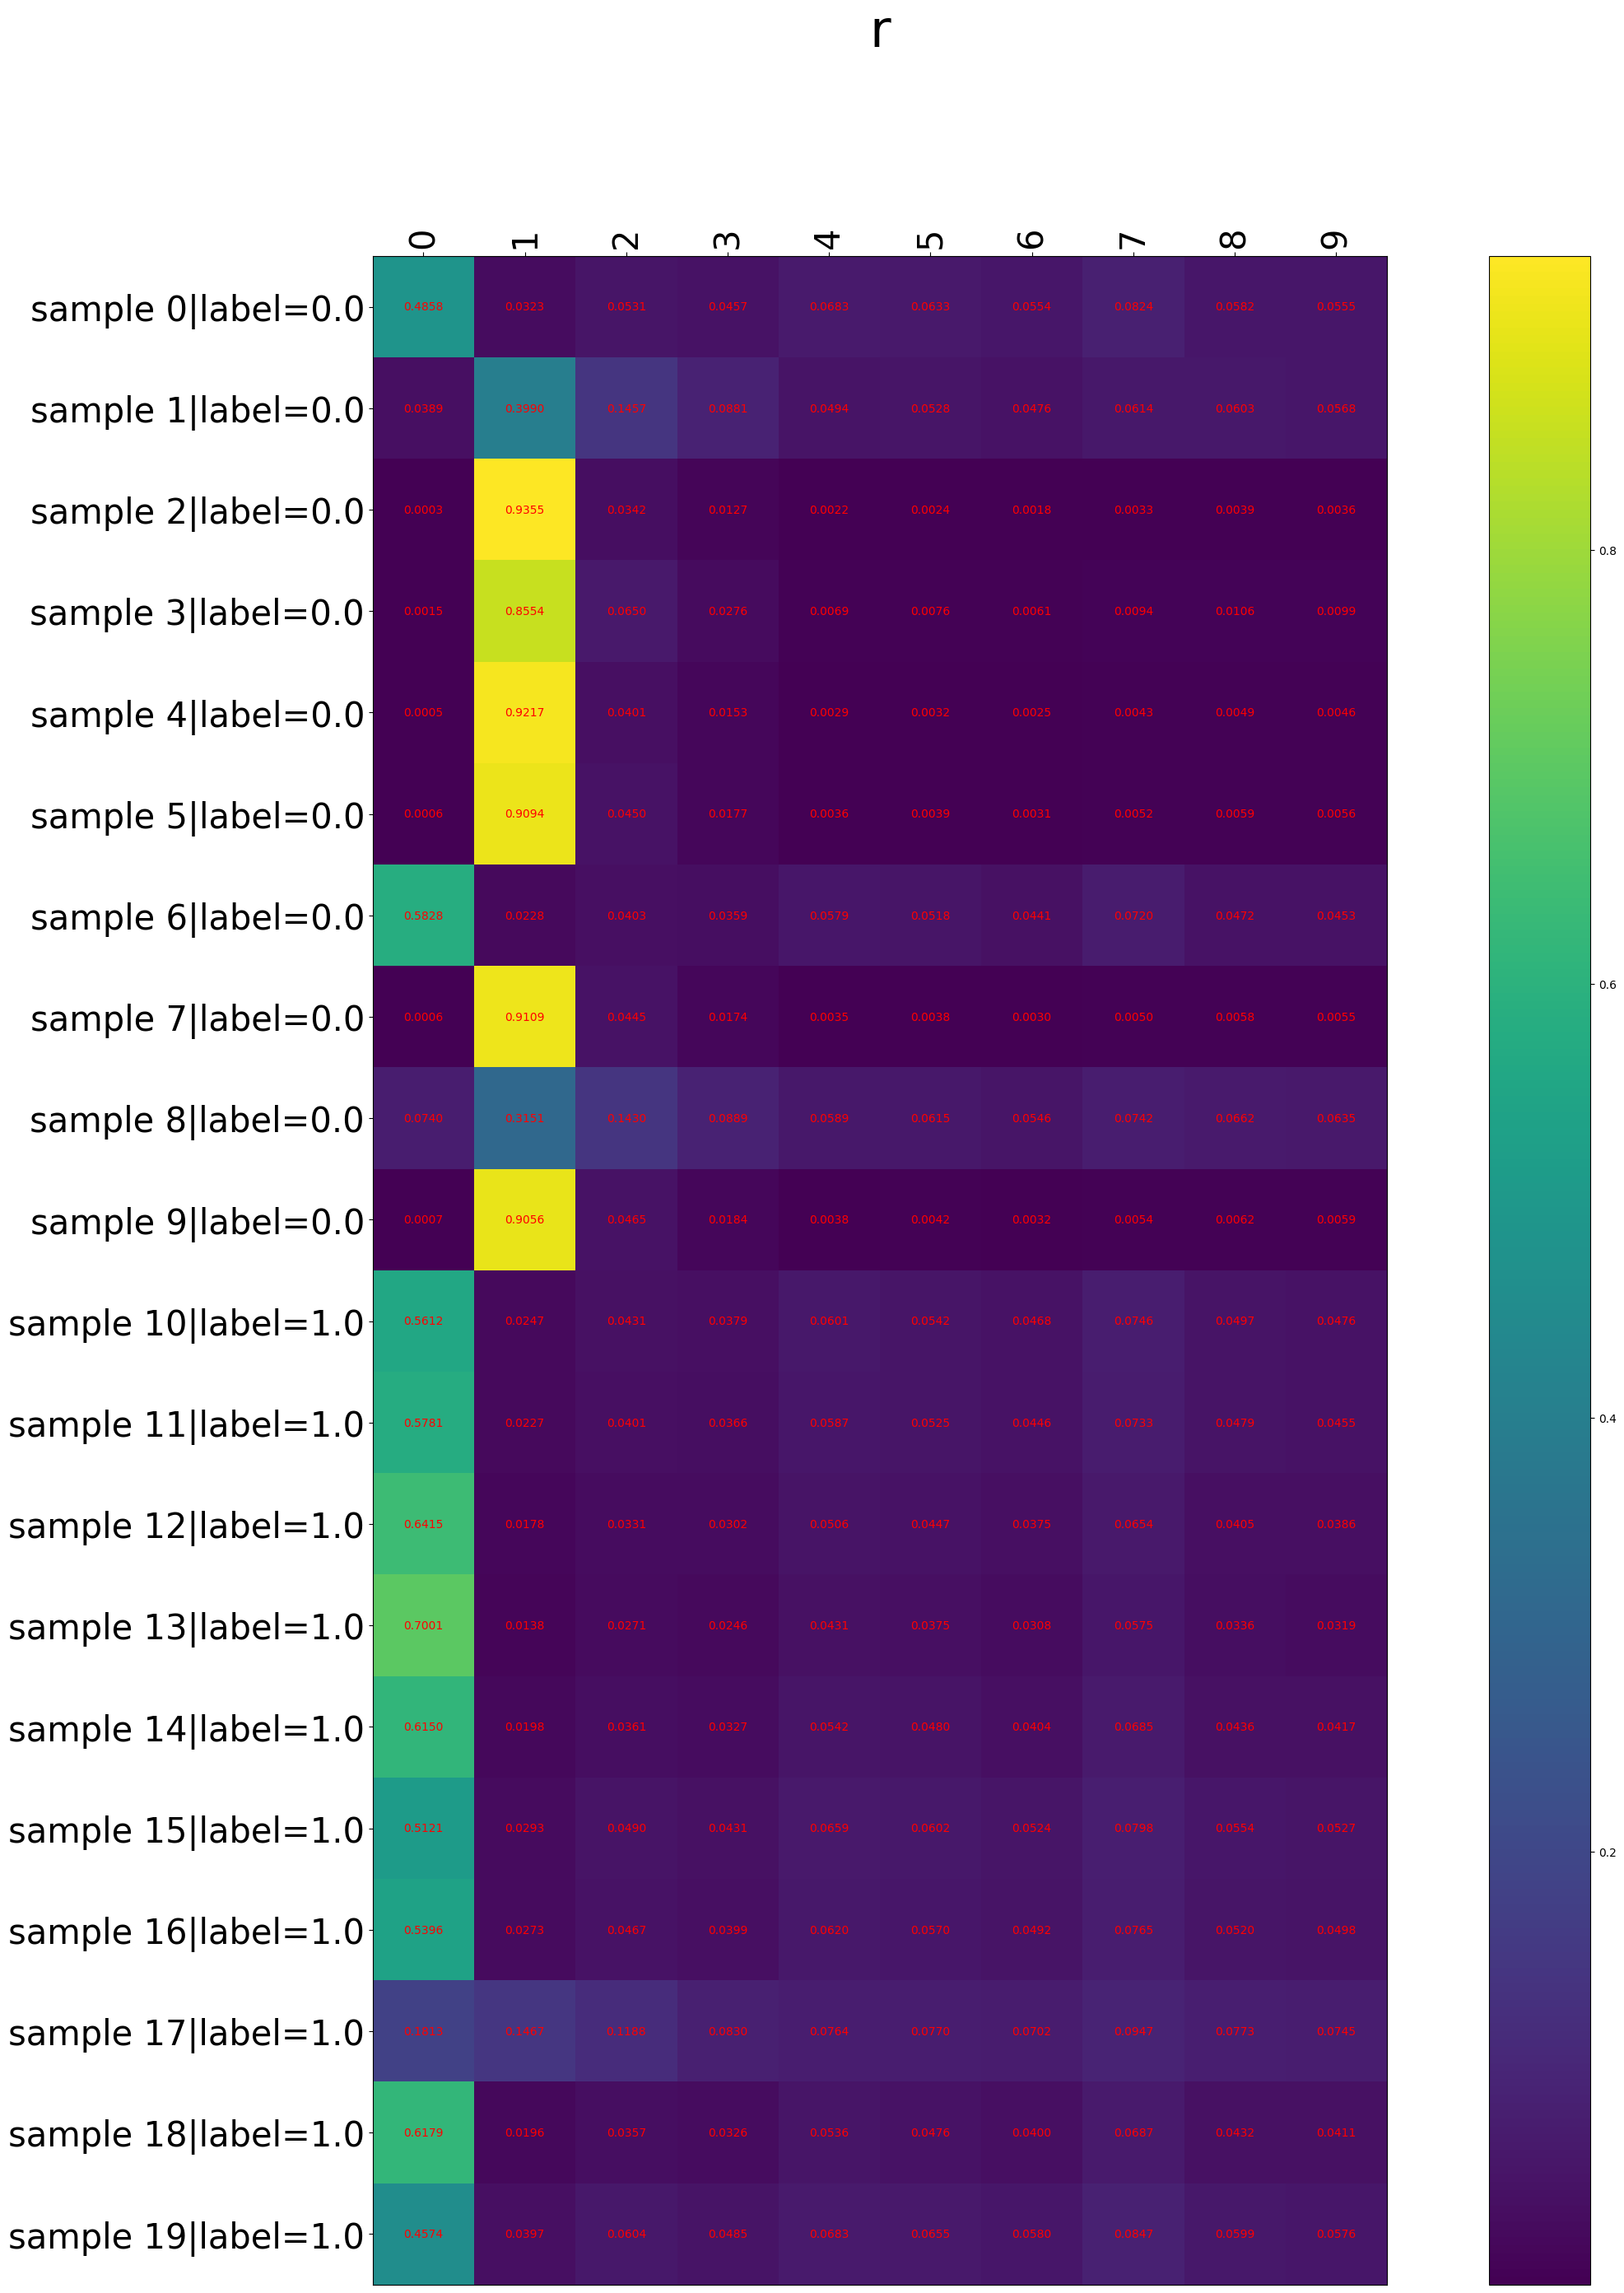 r
0 1 2 3 4 5 6 7 8 9
sample 0|label=0.0 0.4858 0.0323 0.0531 0.0457 0.0683 0.0633 0.0554 0.0824 0.0582 0.0555
sample 1|label=0.0 0.0389 0.3990 0.1457 0.0881 0.0494 0.0528 0.0476 0.0614 0.0603 0.0568
sample 2|label=0.0 0.0003 0.9355 0.0342 0.0127 0.0022 0.0024 0.0018 0.0033 0.0039 0.0036
0.8
sample 3|label=0.0 0.0015 0.8554 0.0650 0.0276 0.0069 0.0076 0.0061 0.0094 0.0106 0.0099
sample 4|label=0.0 0.0005 0.9217 0.0401 0.0153 0.0029 0.0032 0.0025 0.0043 0.0049 0.0046
sample 5|label=0.0 0.0006 0.9094 0.0450 0.0177 0.0036 0.0039 0.0031 0.0052 0.0059 0.0056
sample 6|label=0.0 0.5828 0.0228 0.0403 0.0359 0.0579 0.0518 0.0441 0.0720 0.0472 0.0453
0.6
sample 7|label=0.0 0.0006 0.9109 0.0445 0.0174 0.0035 0.0038 0.0030 0.0050 0.0058 0.0055
sample 8|label=0.0 0.0740 0.3151 0.0889 0.0589 0.0615 0.0546 0.0742 0.0662 0.0635
sample 9|label=0.0 0.0007 0.9056 0.0465 0.0184 0.0038 0.0042 0.0032 0.0054 0.0062 0.0059
sample 10|label=1.0 0.5612 0.0247 0.0431 0.0379 0.0601 0.0542 0.0468 0.0746 0.0497 0.0476
0.4
sample 11|label=1.0 0.5781 0.0227 0.0401 0.0366 0.0587 0.0525 0.0446 0.0733 0.0479 0.0455
sample 12|label=1.0 0.6415 0.0178 0.0331 0.0302 0.0506 0.0447 0.0375 0.0654 0.0405 0.0386
sample 13|label=1.0 0.7001 0.0138 0.0271 0.0246 0.0431 0.0375 0.0308 0.0575 0.0336 0.0319
sample 14|label=1.0 0.6150 0.0198 0.0361 0.0327 0.0542 0.0480 0.0404 0.0685 0.0436 0.0417
sample 15|label=1.0 0.5121 0.0293 0.0490 0.0431 0.0659 0.0602 0.0524 0.0798 0.0554 0.0527
0.2
sample 16|label=1.0 0.5396 0.0273 0.0467 0.0399 0.0620 0.0570 0.0492 0.0765 0.0520 0.0498
sample 17|label=1.0 0.1467 0.1188 0.0830 0.0764 0.0770 0.0702 0.0947 0.0773 0.0745
sample 18|label=1.0 0.6179 0.0196 0.0357 0.0326 0.0536 0.0476 0.0400 0.0687 0.0432 0.0411
sample 19|label=1.0 0.4574 0.0397 0.0604 0.0485 0.0683 0.0655 0.0580 0.0847 0.0599 0.0576